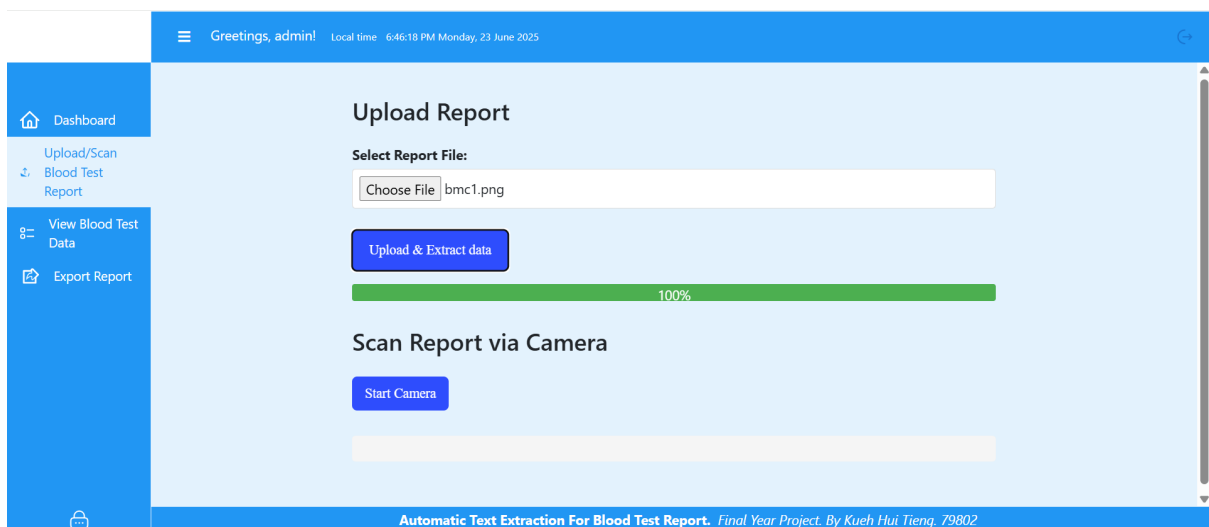 Greetings, admin! Local time 6:46:18 PM Monday, 23 June 2025
Dashboard
Upload/Scan
Blood Test
Report
View Blood Test
Data
Export Report
Upload Report
Select Report File:
Choose File bmc1.png
Upload & Extract data
100%
Scan Report via Camera
Start Camera
Automatic Text Extraction For Blood Test Report. Final Year Project. By Kueh Hui Tieng. 79802